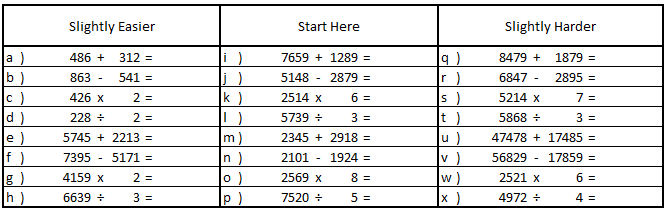 Slightly Easier Start Here Slightly Harder
a ) 486 + 312 = i ) 7659 + 1289 = q ) 8479 + 1879 =
b ) 863 - 541 = j ) 5148 - 2879 = r ) 6847 - 2895 =
c ) 426 x 2 = k ) 2514 x 6 = s ) 5214 x 7 =
d ) 228 ÷ 2 = l ) 5739 ÷ 3 = t ) 5868 ÷ 3 =
e ) 5745 + 2213 = m ) 2345 + 2918 = u ) 47478 + 17485 =
f ) 7395 - 5171 = n ) 2101 - 1924 = v ) 56829 - 17859 =
g ) 4159 x 2 = o ) 2569 x 8 = w ) 2521 x 6 =
h ) 6639 ÷ 3 = p ) 7520 ÷ 5 = x ) 4972 ÷ 4 =